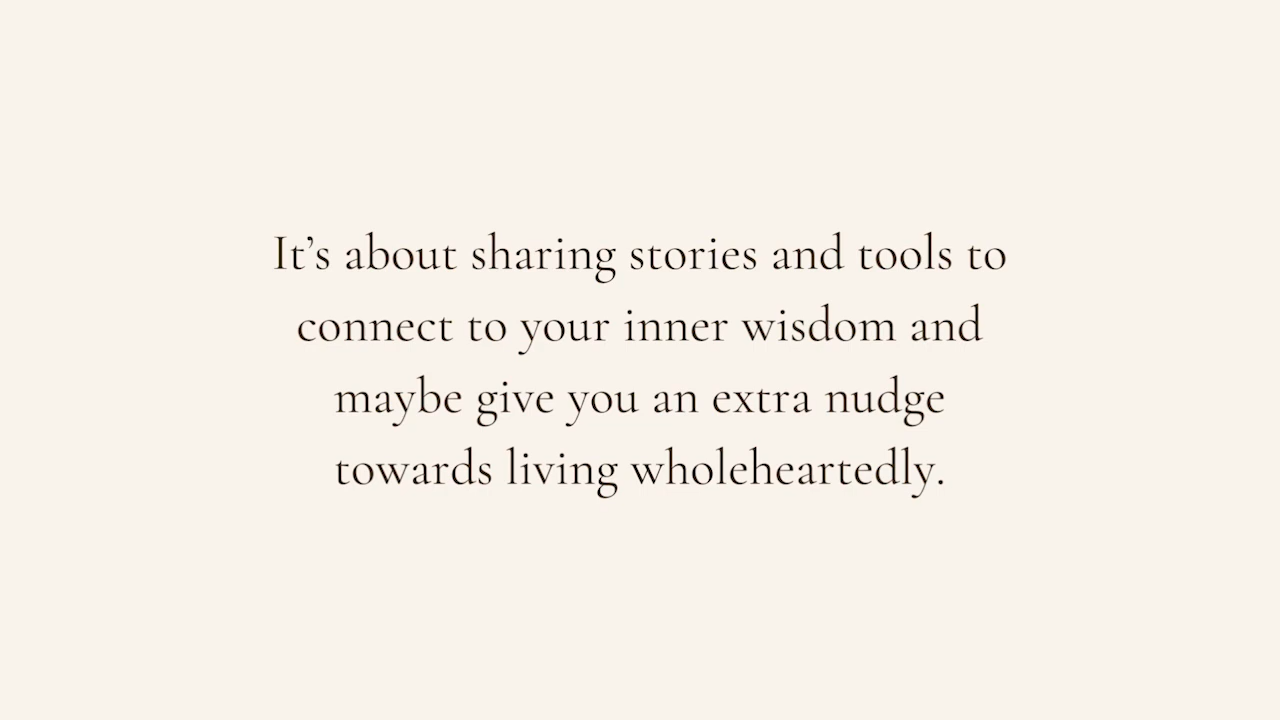 It’s about sharing stories and tools to
connect to your inner wisdom and
maybe give you an extra nudge
towards living wholeheartedly.